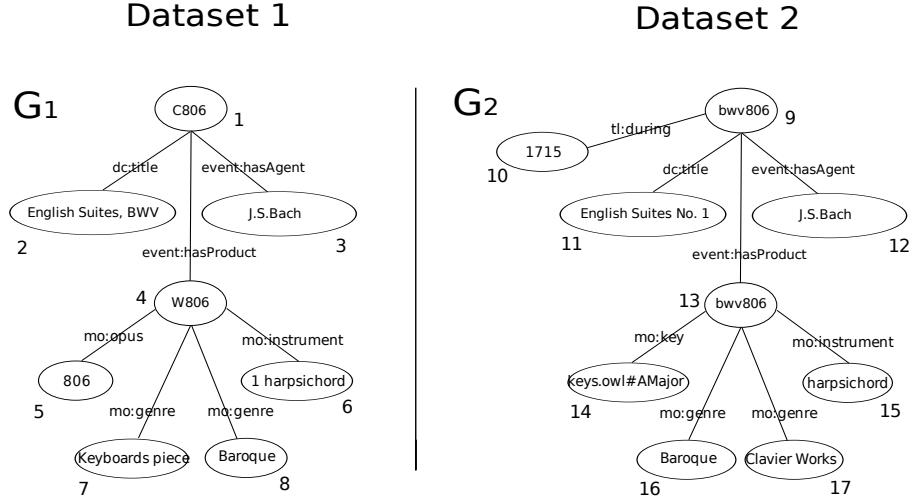 Dataset 1
Dataset 2
G1
C806
1
dc:title
event:hasAgent
English Suites, BWV
J.S.Bach
2
3
event:hasProduct
4
W806
mo:opus
mo:instrument
806
1 harpsichord
5
6
mo:genre
mo:genre
Keyboards piece
Baroque
7
8
G2
bwv806
9
tl:during
1715
10
dc:title
event:hasAgent
English Suites No. 1
J.S.Bach
11
12
event:hasProduct
13
bwv806
mo:key
mo:instrument
keys.owl#AMajor
harpsichord
14
15
mo:genre
mo:genre
Baroque
Clavier Works
16
17